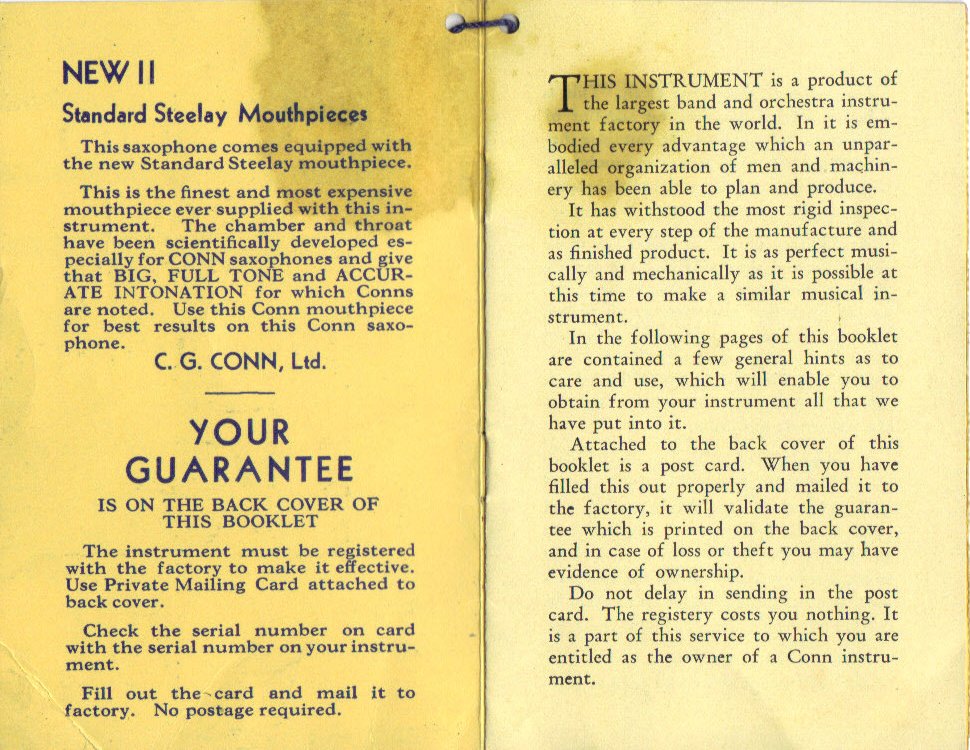 NEW !!
Standard Steelay Mouthpieces
This saxophone comes equipped with
the new Standard Steelay mouthpiece.
This is the finest and most expensive
mouthpiece ever supplied with this in-
strument. The chamber and throat
have been scientifically developed es-
pecially for CONN saxophones and give
that BIG, FULL TONE and ACCUR-
ATE INTONATION for which Conns
are noted. Use this Conn mouthpiece
for best results on this Conn saxo-
phone.
C. G. CONN, Ltd.
YOUR
GUARANTEE
IS ON THE BACK COVER OF
THIS BOOKLET
The instrument must be registered
with the factory to make it effective.
Use Private Mailing Card attached to
back cover.
Check the serial number on card
with the serial number on your instru-
ment.
Fill out the card and mail it to
factory. No postage required.
THIS INSTRUMENT is a product of
the largest band and orchestra instru-
ment factory in the world. In it is em-
bodied every advantage which an unpar-
alleled organization of men and machin-
ery has been able to plan and produce.
It has withstood the most rigid inspec-
tion at every step of the manufacture and
as finished product. It is as perfect musi-
cally and mechanically as it is possible at
this time to make a similar musical in-
strument.
In the following pages of this booklet
are contained a few general hints as to
care and use, which will enable you to
obtain from your instrument all that we
have put into it.
Attached to the back cover of this
booklet is a post card. When you have
filled this out properly and mailed it to
the factory, it will validate the guaran-
tee which is printed on the back cover,
and in case of loss or theft you may have
evidence of ownership.
Do not delay in sending in the post
card. The registery costs you nothing. It
is a part of this service to which you are
entitled as the owner of a Conn instru-
ment.